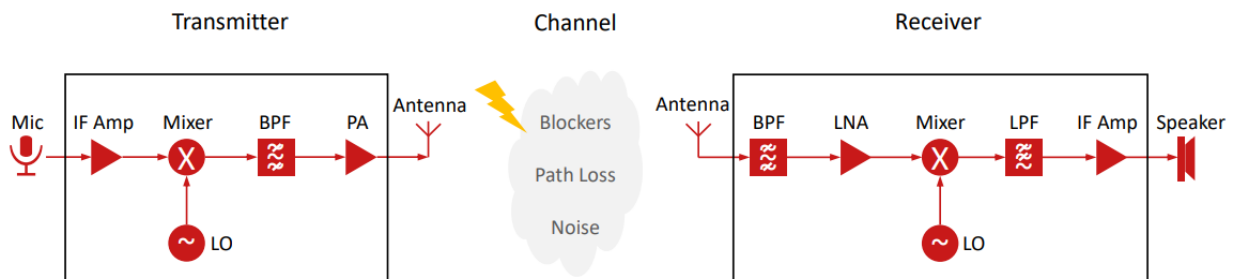 Transmitter
Channel
Receiver
Mic
IF Amp
Mixer
BPF
PA
Antenna
LO
Blockers
Path Loss
Noise
Antenna
BPF
LNA
Mixer
LPF
IF Amp
Speaker
LO